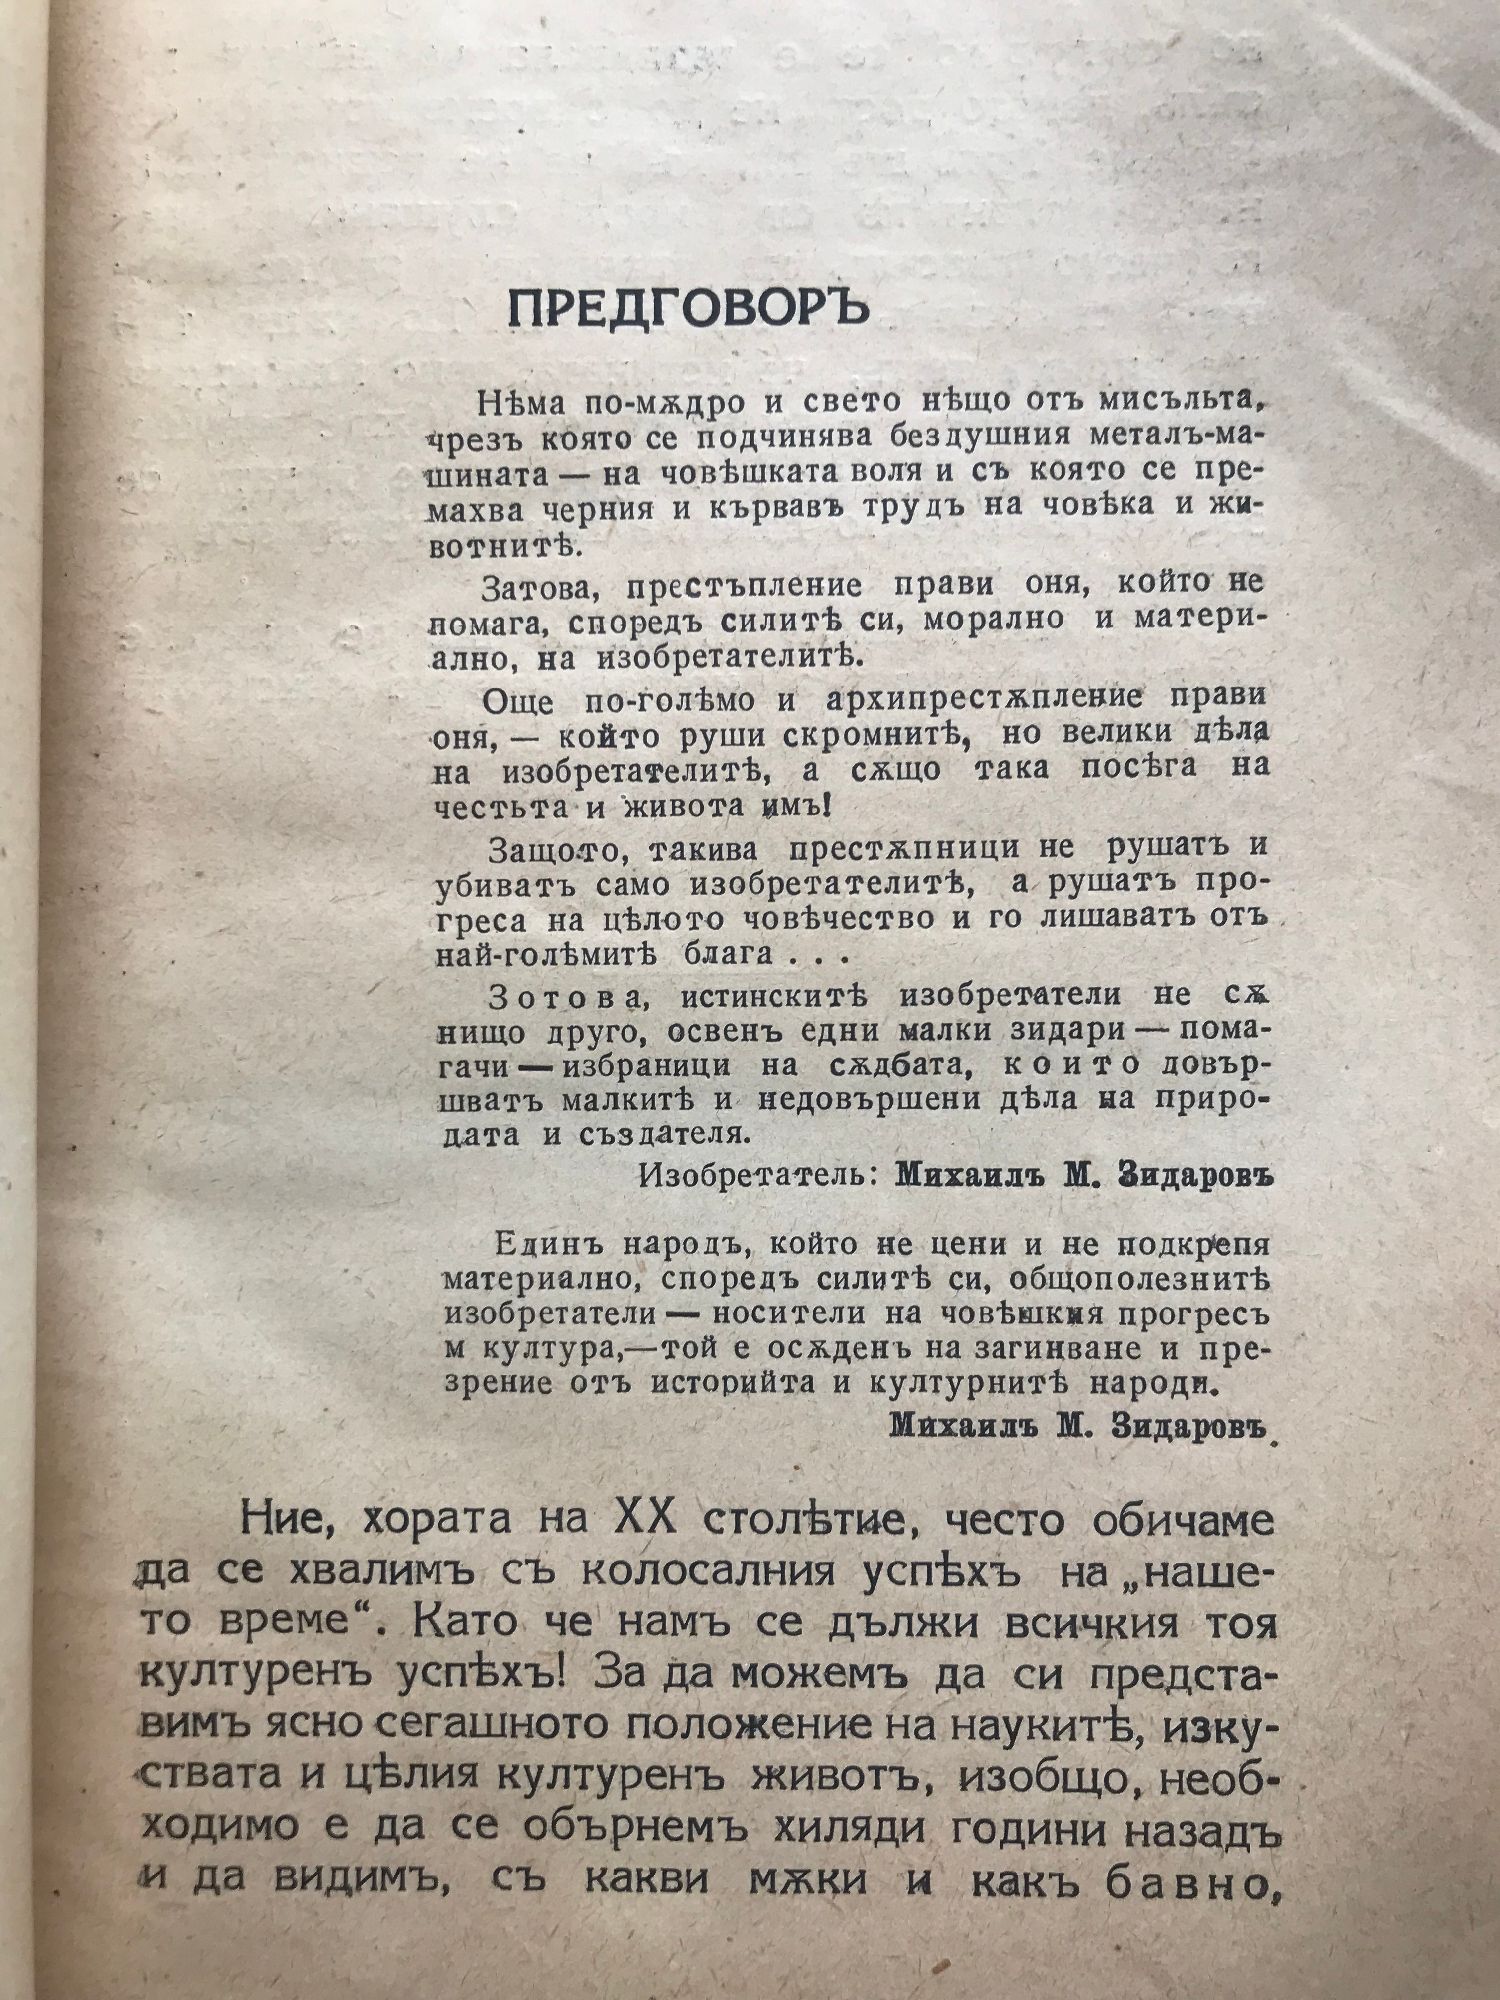 ПРЕДГОВОРЪ
Нѣма по-мѫдро и свето нѣщо отъ мисъльта,
чрезъ която се подчинява бездушния металъ-ма-
шината — на човѣшката воля и съ която се пре-
махва черния и кървавъ трудъ на човѣка и жи-
вотнитѣ.
Затова, престъпление прави оня, който не
помага, споредъ силитѣ си, морално и матери-
ално, на изобретателитѣ.
Още по-голѣмо и архипрестѫпление прави
оня, — който руши скромнитѣ, но велики дѣла
на изобретателитѣ, а сѫщо така посѣга на
честьта и живота имъ!
Защото, такива престѫпници не рушатъ и
убиватъ само изобретателитѣ, а рушатъ про-
греса на цѣлото човѣчество и го лишаватъ отъ
най-голѣмитѣ блага . . .
Зотова, истинскитѣ изобретатели не сѫ
нищо друго, освенъ едни малки зидари — пома-
гачи — избраници на сѫдбата, които довър-
шватъ малкитѣ и недовършени дѣла на приро-
дата и създателя.
Изобретатель: Михаилъ М. Зидаровъ
Единъ народъ, който не цени и не подкрепя
материално, споредъ силитѣ си, общополезнитѣ
изобретатели — носители на човѣшкия прогресъ
м култура,—той е осѫденъ на загинване и пре-
зрение отъ историйта и културнитѣ народи.
Михаилъ М. Зидаровъ.
Ние, хората на XX столѣтие, често обичаме
да се хвалимъ съ колосалния успѣхъ на „наше-
то време“. Като че намъ се дължи всичкия тоя
културенъ успѣхъ! За да можемъ да си предста-
вимъ ясно сегашното положение на наукитѣ, изку-
ствата и цѣлия културенъ животъ, изобщо, необ-
ходимо е да се обърнемъ хиляди години назадъ
и да видимъ, съ какви мѫки и какъ бавно,